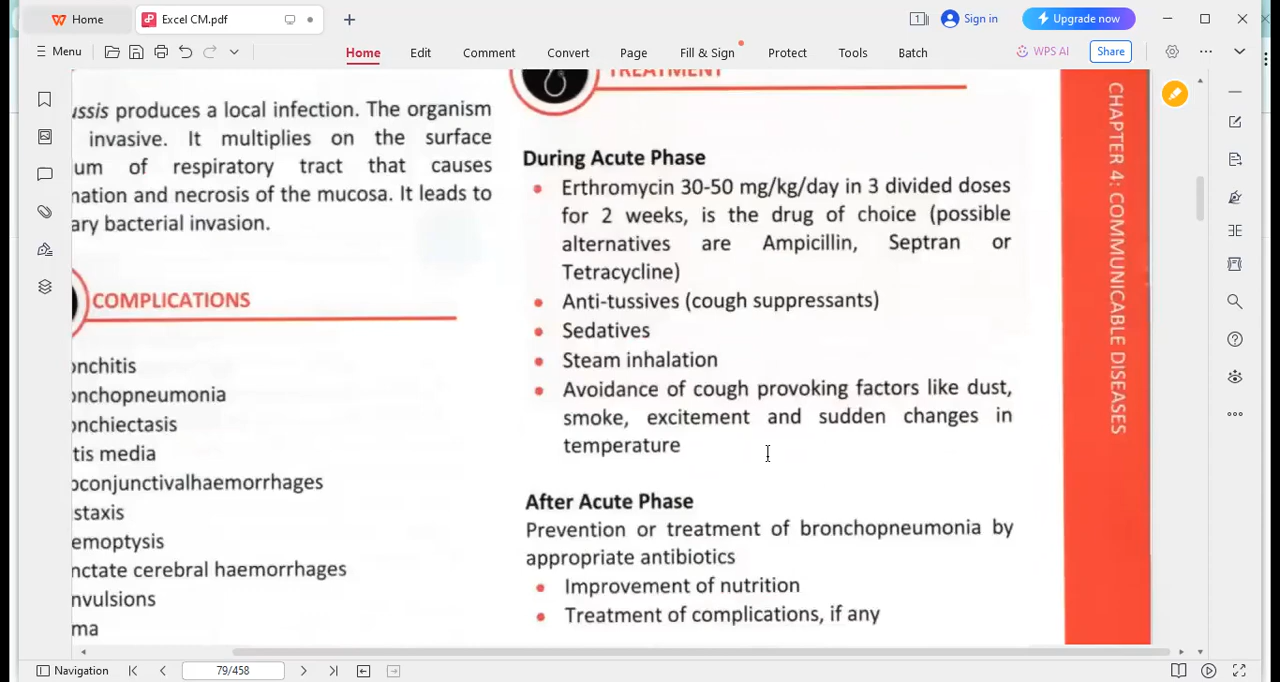 Home
Excel CM.pdf
Sign in
Upgrade now
Menu
Home Edit Comment Convert Page Fill & Sign Protect Tools Batch
WPS AI
Share
ussis produces a local infection. The organism
invasive. It multiplies on the surface
um of respiratory tract that causes
nation and necrosis of the mucosa. It leads to
ary bacterial invasion.
COMPLICATIONS
onchitis
onchopneumonia
onchiectasis
tis media
oconjunctivalhaemorrhages
staxis
emoptysis
nctate cerebral haemorrhages
nvulsions
ma
TREATMENT
During Acute Phase
Erthromycin 30-50 mg/kg/day in 3 divided doses
for 2 weeks, is the drug of choice (possible
alternatives are Ampicillin, Septran or
Tetracycline)
Anti-tussives (cough suppressants)
Sedatives
Steam inhalation
Avoidance of cough provoking factors like dust,
smoke, excitement and sudden changes in
temperature
After Acute Phase
Prevention or treatment of bronchopneumonia by
appropriate antibiotics
Improvement of nutrition
Treatment of complications, if any
CHAPTER 4: COMMUNICABLE DISEASES
Navigation
79/458